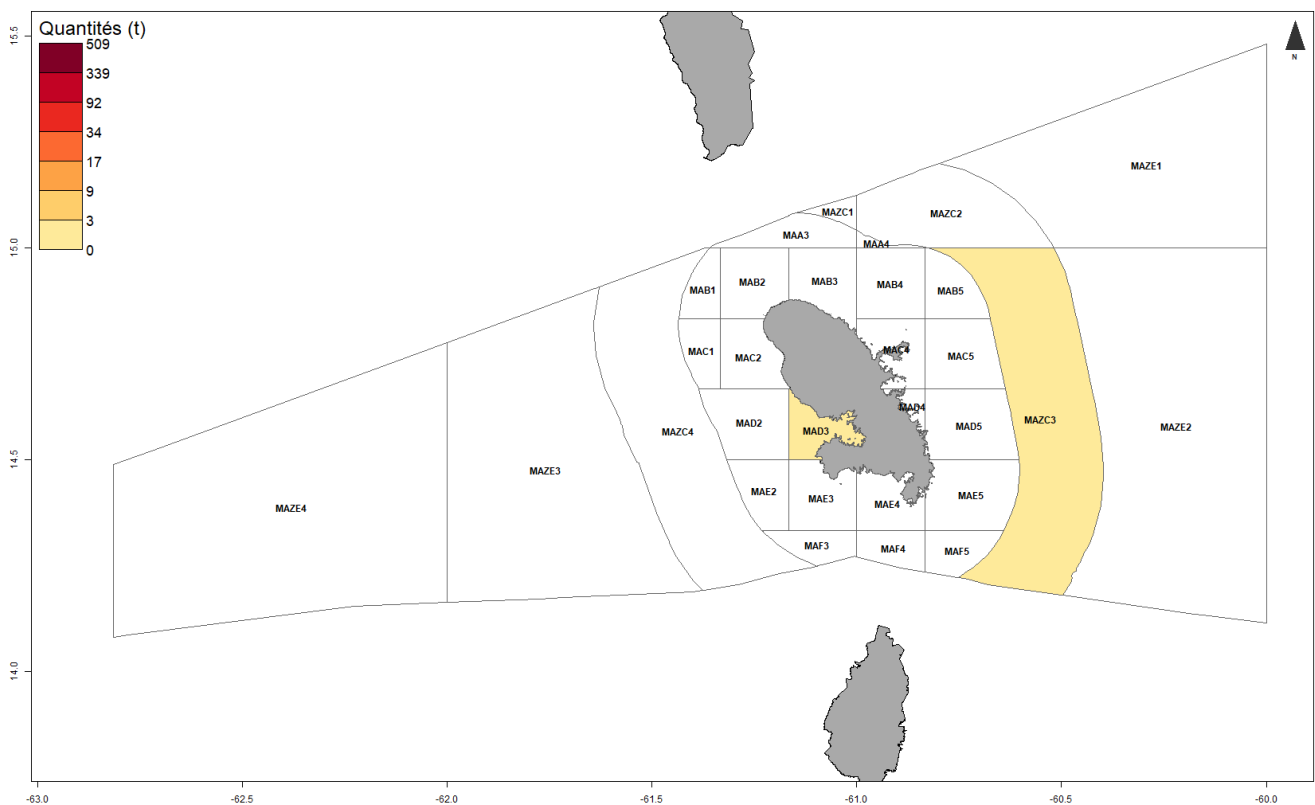 Quantités (t)
509
339
92
34
17
9
3
0
N
15.5
15.0
14.5
14.0
MAZE1
MAZC1
MAZC2
MAA3
MAA4
MAB1
MAB2
MAB3
MAB4
MAB5
MAC1
MAC2
MAC4
MAC5
MAD2
MAD3
MAD4
MAD5
MAZC3
MAZE2
MAZC4
MAZE3
MAZE4
MAE2
MAE3
MAE4
MAE5
MAF3
MAF4
MAF5
-63.0
-62.5
-62.0
-61.5
-61.0
-60.5
-60.0